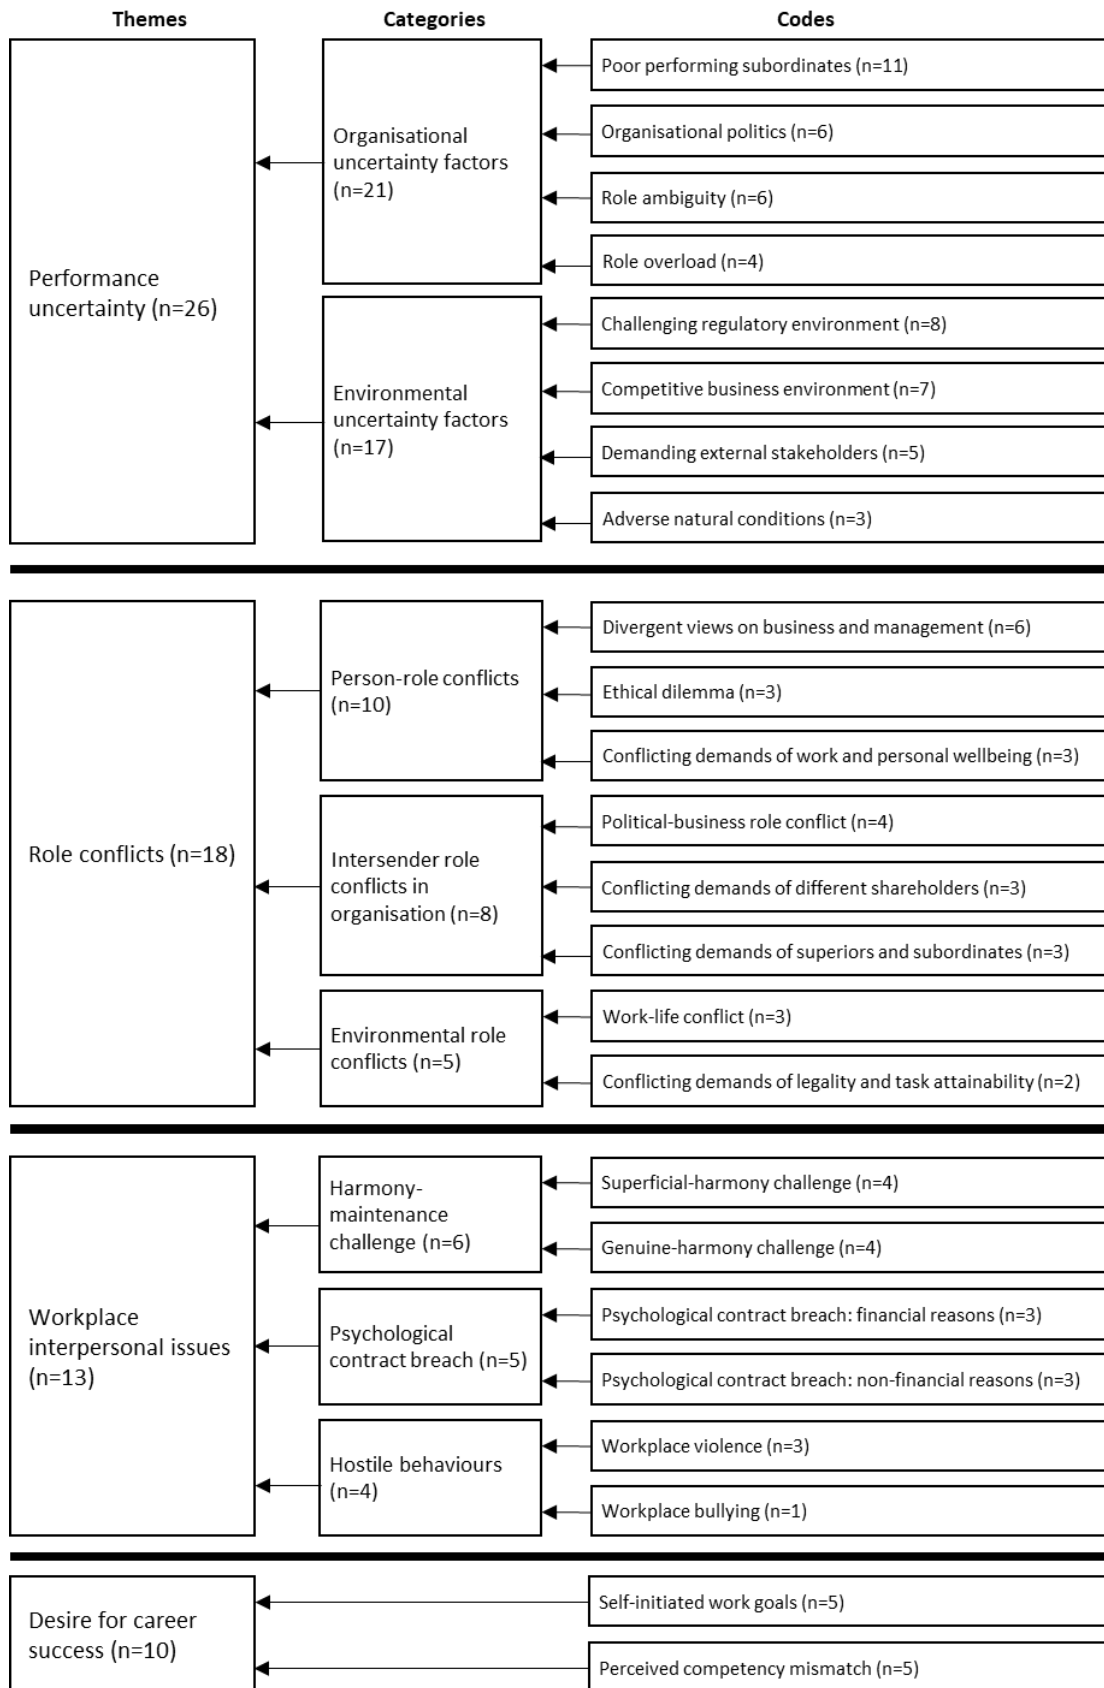 Themes
Categories
Codes
Performance
uncertainty (n=26)
Organisational
uncertainty factors
(n=21)
Poor performing subordinates (n=11)
Organisational politics (n=6)
Role ambiguity (n=6)
Role overload (n=4)
Environmental
uncertainty factors
(n=17)
Challenging regulatory environment (n=8)
Competitive business environment (n=7)
Demanding external stakeholders (n=5)
Adverse natural conditions (n=3)
Role conflicts (n=18)
Person-role conflicts
(n=10)
Divergent views on business and management (n=6)
Ethical dilemma (n=3)
Conflicting demands of work and personal wellbeing (n=3)
Intersender role
conflicts in
organisation (n=8)
Political-business role conflict (n=4)
Conflicting demands of different shareholders (n=3)
Conflicting demands of superiors and subordinates (n=3)
Environmental role
conflicts (n=5)
Work-life conflict (n=3)
Conflicting demands of legality and task attainability (n=2)
Workplace
interpersonal issues
(n=13)
Harmony-
maintenance
challenge (n=6)
Superficial-harmony challenge (n=4)
Genuine-harmony challenge (n=4)
Psychological
contract breach (n=5)
Psychological contract breach: financial reasons (n=3)
Psychological contract breach: non-financial reasons (n=3)
Hostile behaviours
(n=4)
Workplace violence (n=3)
Workplace bullying (n=1)
Desire for career
success (n=10)
Self-initiated work goals (n=5)
Perceived competency mismatch (n=5)